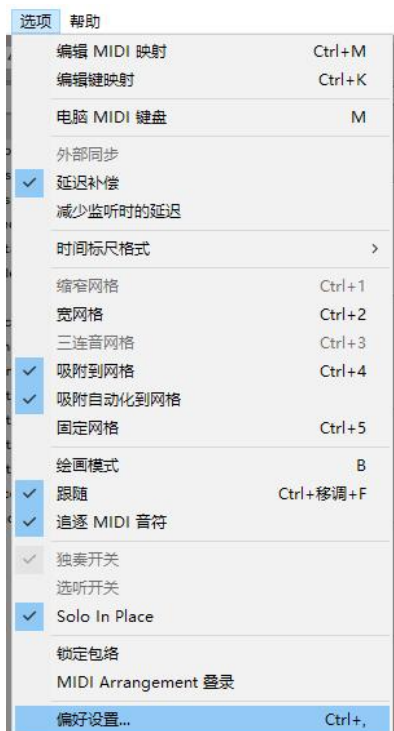 选项 帮助
编辑 MIDI 映射 Ctrl+M
编辑键映射 Ctrl+K
电脑 MIDI 键盘 M
外部同步
延迟补偿
减少监听时的延迟
时间标尺格式
缩窄网格 Ctrl+1
宽网格 Ctrl+2
三连音网格 Ctrl+3
吸附到网格 Ctrl+4
吸附自动化到网格
固定网格 Ctrl+5
绘画模式 B
跟随 Ctrl+移调+F
追逐 MIDI 音符
独奏开关
选听开关
Solo In Place
锁定包络
MIDI Arrangement 叠录
偏好设置... Ctrl+,